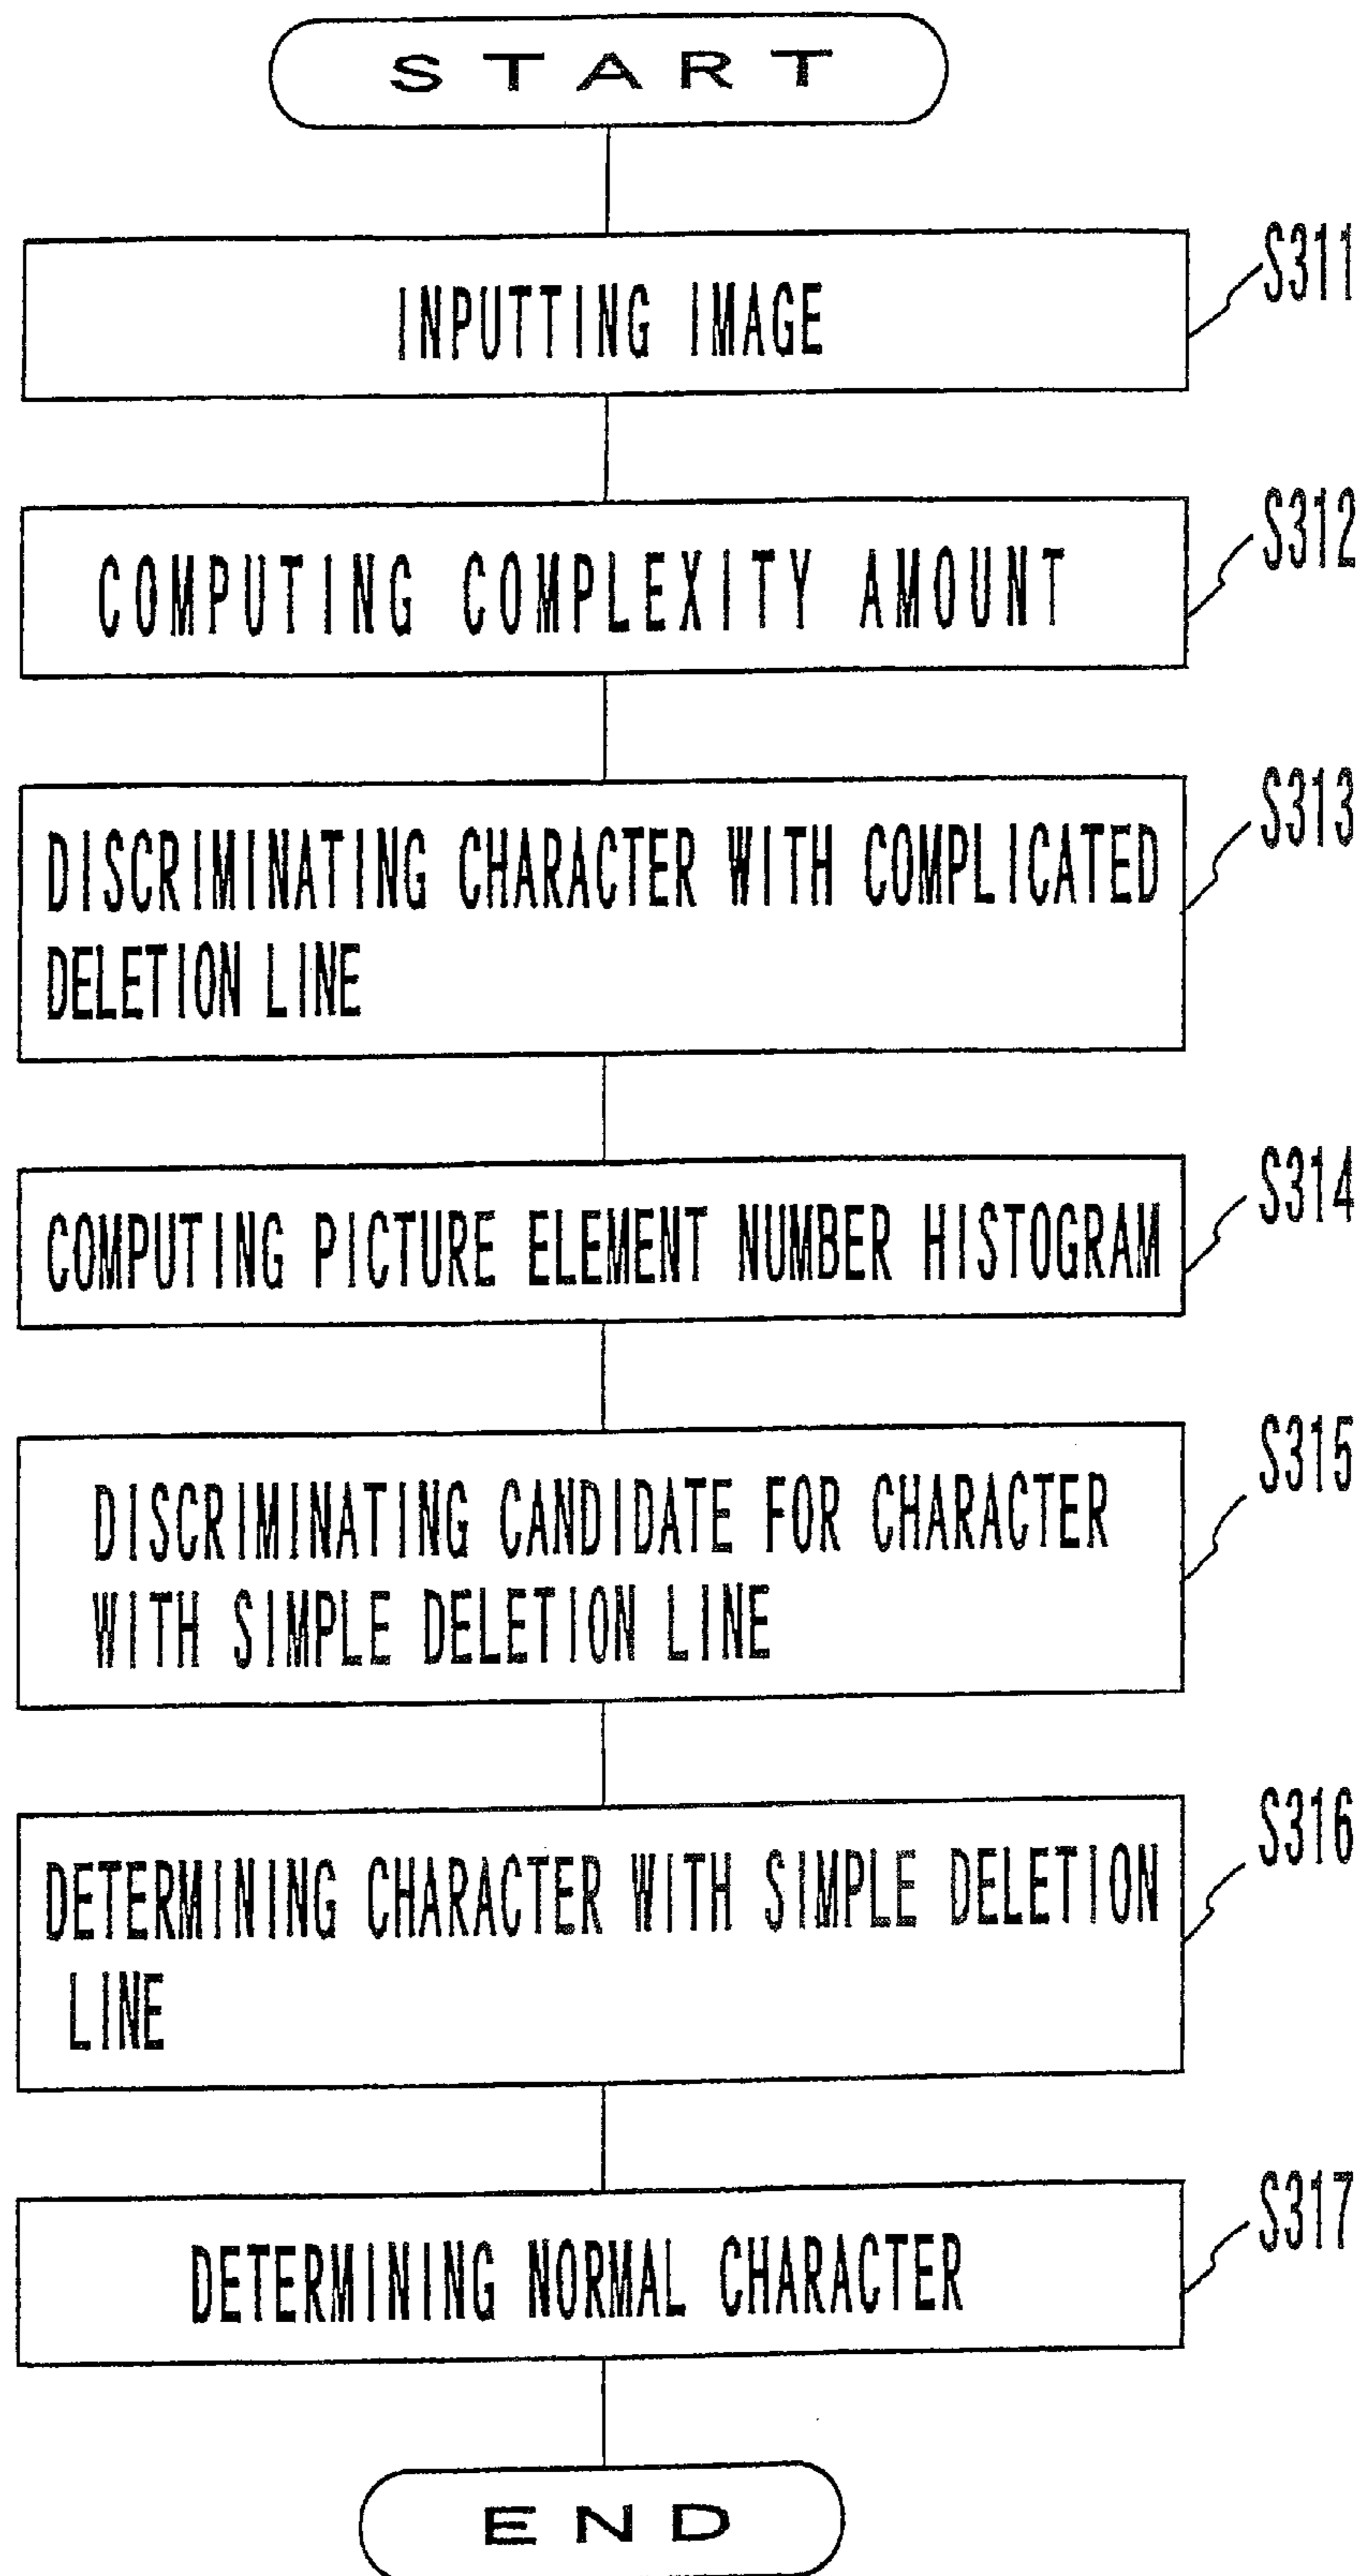 START
INPUTTING IMAGE
S311
COMPUTING COMPLEXITY AMOUNT
S312
DISCRIMINATING CHARACTER WITH COMPLICATED
DELETION LINE
S313
COMPUTING PICTURE ELEMENT NUMBER HISTOGRAM
S314
DISCRIMINATING CANDIDATE FOR CHARACTER
WITH SIMPLE DELETION LINE
S315
DETERMINING CHARACTER WITH SIMPLE DELETION
LINE
S316
DETERMINING NORMAL CHARACTER
S317
END